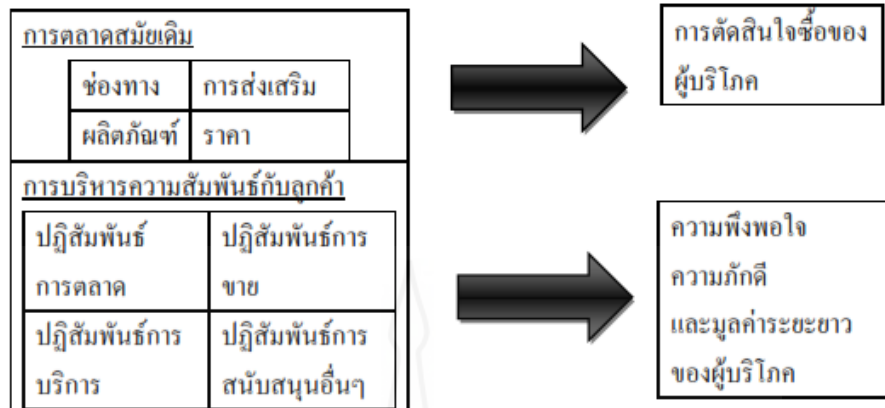 การตลาดสมัยเดิม
ช่องทาง การส่งเสริม
ผลิตภัณฑ์ ราคา
การตัดสินใจซื้อของ
ผู้บริโภค
การบริหารความสัมพันธ์กับลูกค้า
ปฏิสัมพันธ์
การตลาด
ปฏิสัมพันธ์การ
ขาย
ปฏิสัมพันธ์การ
บริการ
ปฏิสัมพันธ์การ
สนับสนุนอื่นๆ
ความพึงพอใจ
ความภักดี
และมูลค่าระยะยาว
ของผู้บริโภค